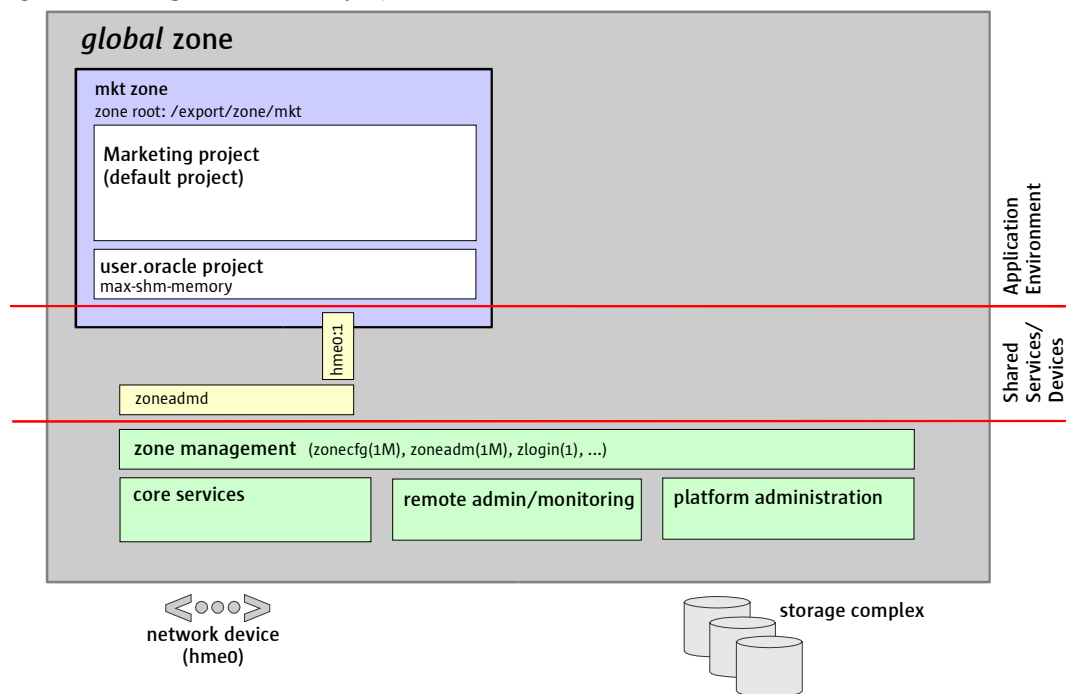 global zone
mkt zone
zone root: /export/zone/mkt
Marketing project
(default project)
user.oracle project
max-shm-memory
Application
Environment
hme0:1
Shared
Services/
Devices
zoneadmd
zone management (zonecfg(1M), zoneadm(1M), zlogin(1), ...)
core services
remote admin/monitoring
platform administration
network device
(hme0)
storage complex